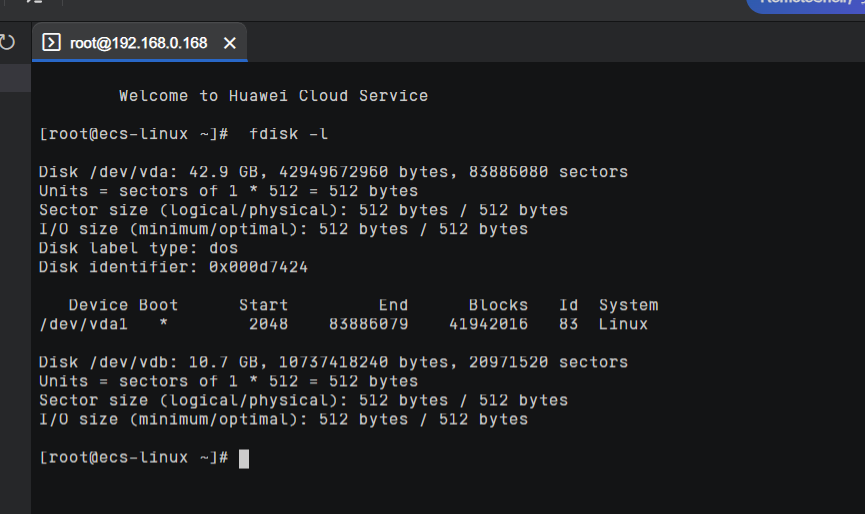 root@192.168.0.168
Welcome to Huawei Cloud Service
[root@ecs-linux ~]#  fdisk -l
Disk /dev/vda: 42.9 GB, 42949672960 bytes, 83886080 sectors
Units = sectors of 1 * 512 = 512 bytes
Sector size (logical/physical): 512 bytes / 512 bytes
I/O size (minimum/optimal): 512 bytes / 512 bytes
Disk label type: dos
Disk identifier: 0x000d7424
Device Boot      Start         End      Blocks   Id  System
/dev/vda1   *        2048    83886079    41942016   83  Linux
Disk /dev/vdb: 10.7 GB, 10737418240 bytes, 20971520 sectors
Units = sectors of 1 * 512 = 512 bytes
Sector size (logical/physical): 512 bytes / 512 bytes
I/O size (minimum/optimal): 512 bytes / 512 bytes
[root@ecs-linux ~]#